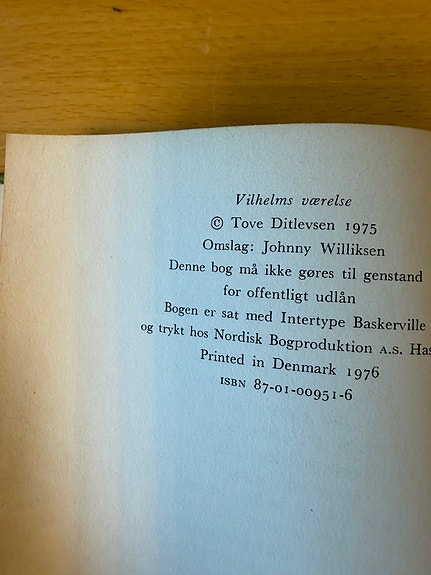 Vilhelms værelse
© Tove Ditlevsen 1975
Omslag: Johnny Williksen
Denne bog må ikke gøres til genstand
for offentligt udlån
Bogen er sat med Intertype Baskerville
og trykt hos Nordisk Bogproduktion A.S.
Printed in Denmark 1976
ISBN 87-01-00951-6